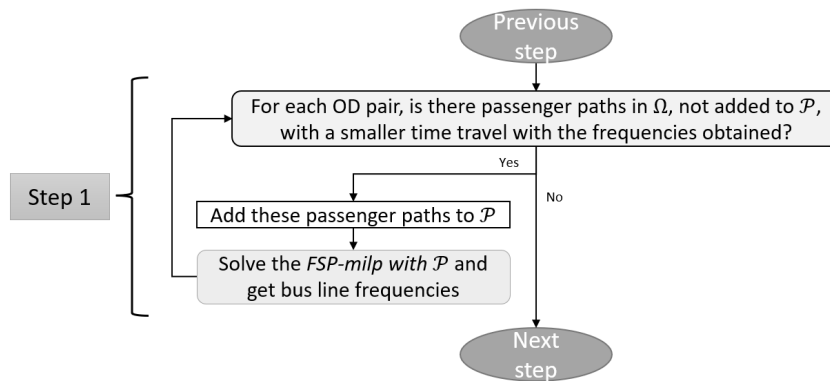 Previous
step
For each OD pair, is there passenger paths in Ω, not added to 𝒫,
with a smaller time travel with the frequencies obtained?
Yes
No
Step 1
Add these passenger paths to 𝒫
Solve the FSP-milp with 𝒫 and
get bus line frequencies
Next
step